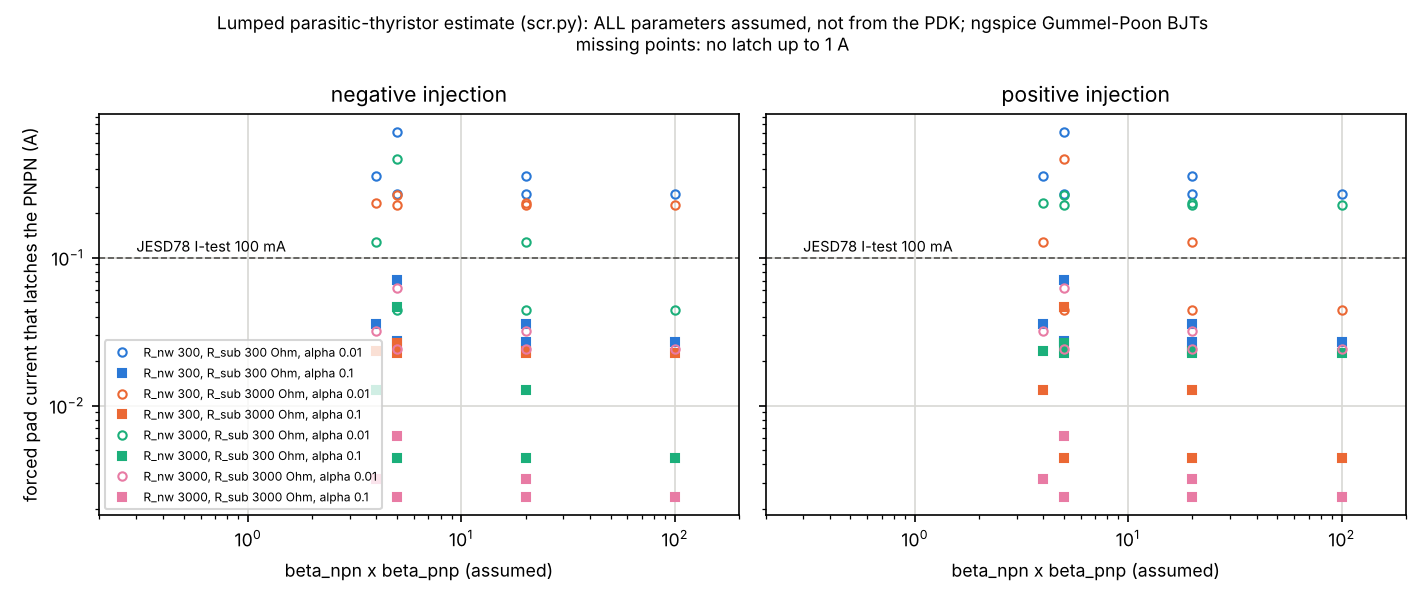 Lumped parasitic-thyristor estimate (scr.py): ALL parameters assumed, not from the PDK; ngspice Gummel-Poon BJTs
missing points: no latch up to 1 A
negative injection
positive injection
forced pad current that latches the PNPN (A)
10⁻¹
10⁻²
JESD78 I-test 100 mA
JESD78 I-test 100 mA
R_nw 300, R_sub 300 Ohm, alpha 0.01
R_nw 300, R_sub 300 Ohm, alpha 0.1
R_nw 300, R_sub 3000 Ohm, alpha 0.01
R_nw 300, R_sub 3000 Ohm, alpha 0.1
R_nw 3000, R_sub 300 Ohm, alpha 0.01
R_nw 3000, R_sub 300 Ohm, alpha 0.1
R_nw 3000, R_sub 3000 Ohm, alpha 0.01
R_nw 3000, R_sub 3000 Ohm, alpha 0.1
10⁰ 10¹ 10²
10⁰ 10¹ 10²
beta_npn x beta_pnp (assumed)
beta_npn x beta_pnp (assumed)